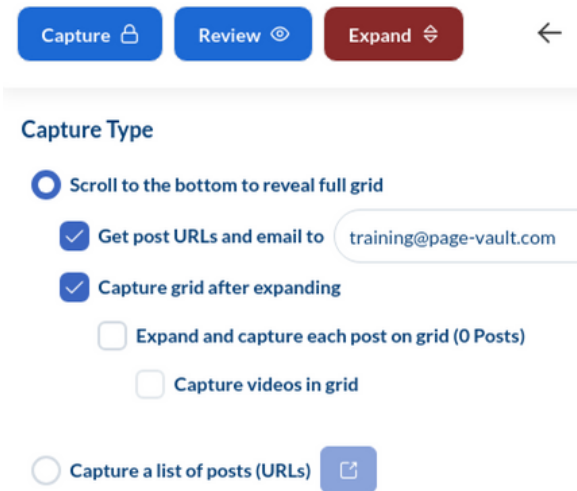 Capture Review Expand
Capture Type
Scroll to the bottom to reveal full grid
Get post URLs and email to training@page-vault.com
Capture grid after expanding
Expand and capture each post on grid (0 Posts)
Capture videos in grid
Capture a list of posts (URLs)